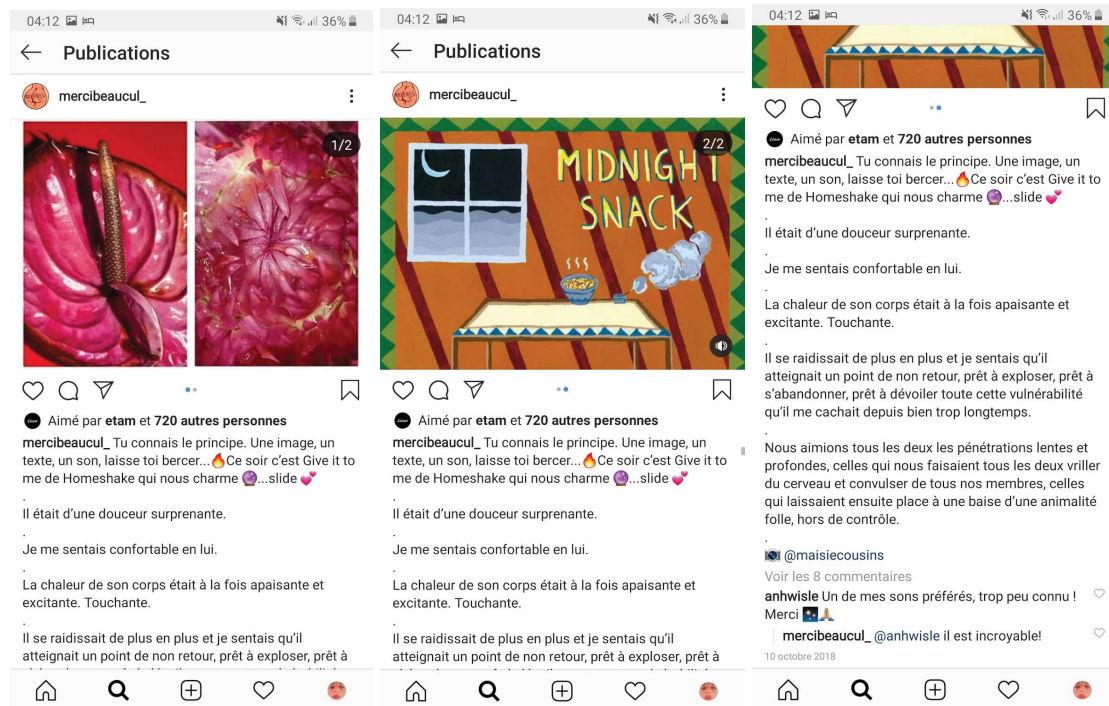 04:12 36%
Publications
mercibeaucul_
1/2
Aimé par etam et 720 autres personnes
mercibeaucul_ Tu connais le principe. Une image, un
texte, un son, laisse toi bercer...🔥Ce soir c'est Give it to
me de Homeshake qui nous charme 🔮...slide 💕
.
Il était d'une douceur surprenante.
.
Je me sentais confortable en lui.
.
La chaleur de son corps était à la fois apaisante et
excitante. Touchante.
.
Il se raidissait de plus en plus et je sentais qu'il
atteignait un point de non retour, prêt à exploser, prêt à
04:12 36%
Publications
mercibeaucul_
2/2
MIDNIGHT
SNACK
Aimé par etam et 720 autres personnes
mercibeaucul_ Tu connais le principe. Une image, un
texte, un son, laisse toi bercer...🔥Ce soir c'est Give it to
me de Homeshake qui nous charme 🔮...slide 💕
.
Il était d'une douceur surprenante.
.
Je me sentais confortable en lui.
.
La chaleur de son corps était à la fois apaisante et
excitante. Touchante.
.
Il se raidissait de plus en plus et je sentais qu'il
atteignait un point de non retour, prêt à exploser, prêt à
04:12 36%
Aimé par etam et 720 autres personnes
mercibeaucul_ Tu connais le principe. Une image, un
texte, un son, laisse toi bercer...🔥Ce soir c'est Give it to
me de Homeshake qui nous charme 🔮...slide 💕
.
Il était d'une douceur surprenante.
.
Je me sentais confortable en lui.
.
La chaleur de son corps était à la fois apaisante et
excitante. Touchante.
.
Il se raidissait de plus en plus et je sentais qu'il
atteignait un point de non retour, prêt à exploser, prêt à
s'abandonner, prêt à dévoiler toute cette vulnérabilité
qu'il me cachait depuis bien trop longtemps.
.
Nous aimions tous les deux les pénétrations lentes et
profondes, celles qui nous faisaient tous les deux vriller
du cerveau et convulser de tous nos membres, celles
qui laissaient ensuite place à une baise d'une animalité
folle, hors de contrôle.
.
📷 @maisiecousins
Voir les 8 commentaires
anhwisle Un de mes sons préférés, trop peu connu !
Merci 🎇🙏🏽
mercibeaucul_ @anhwisle il est incroyable!
10 octobre 2018